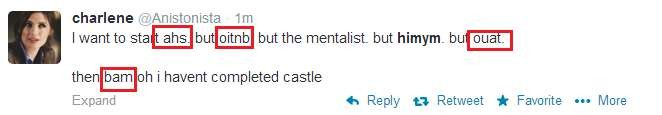 charlene @Anistonista · 1m
I want to start ahs. but oitnb. but the mentalist. but himym. but ouat.
then bam oh i havent completed castle
Expand Reply Retweet Favorite More